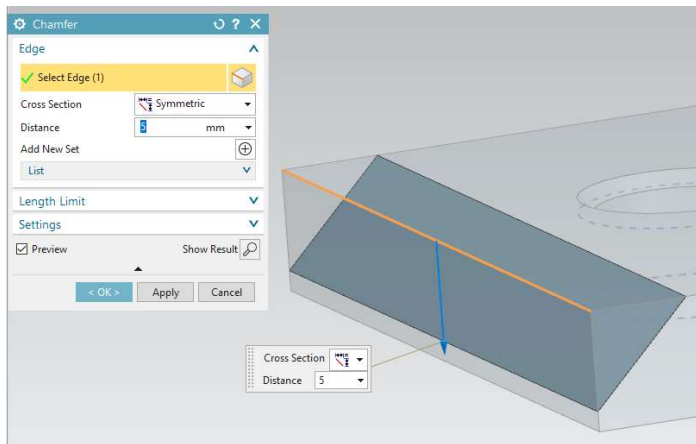 Chamfer
Edge
Select Edge (1)
Cross Section Symmetric
Distance 5 mm
Add New Set
List
Length Limit
Settings
Preview Show Result
< OK > Apply Cancel
Cross Section
Distance 5